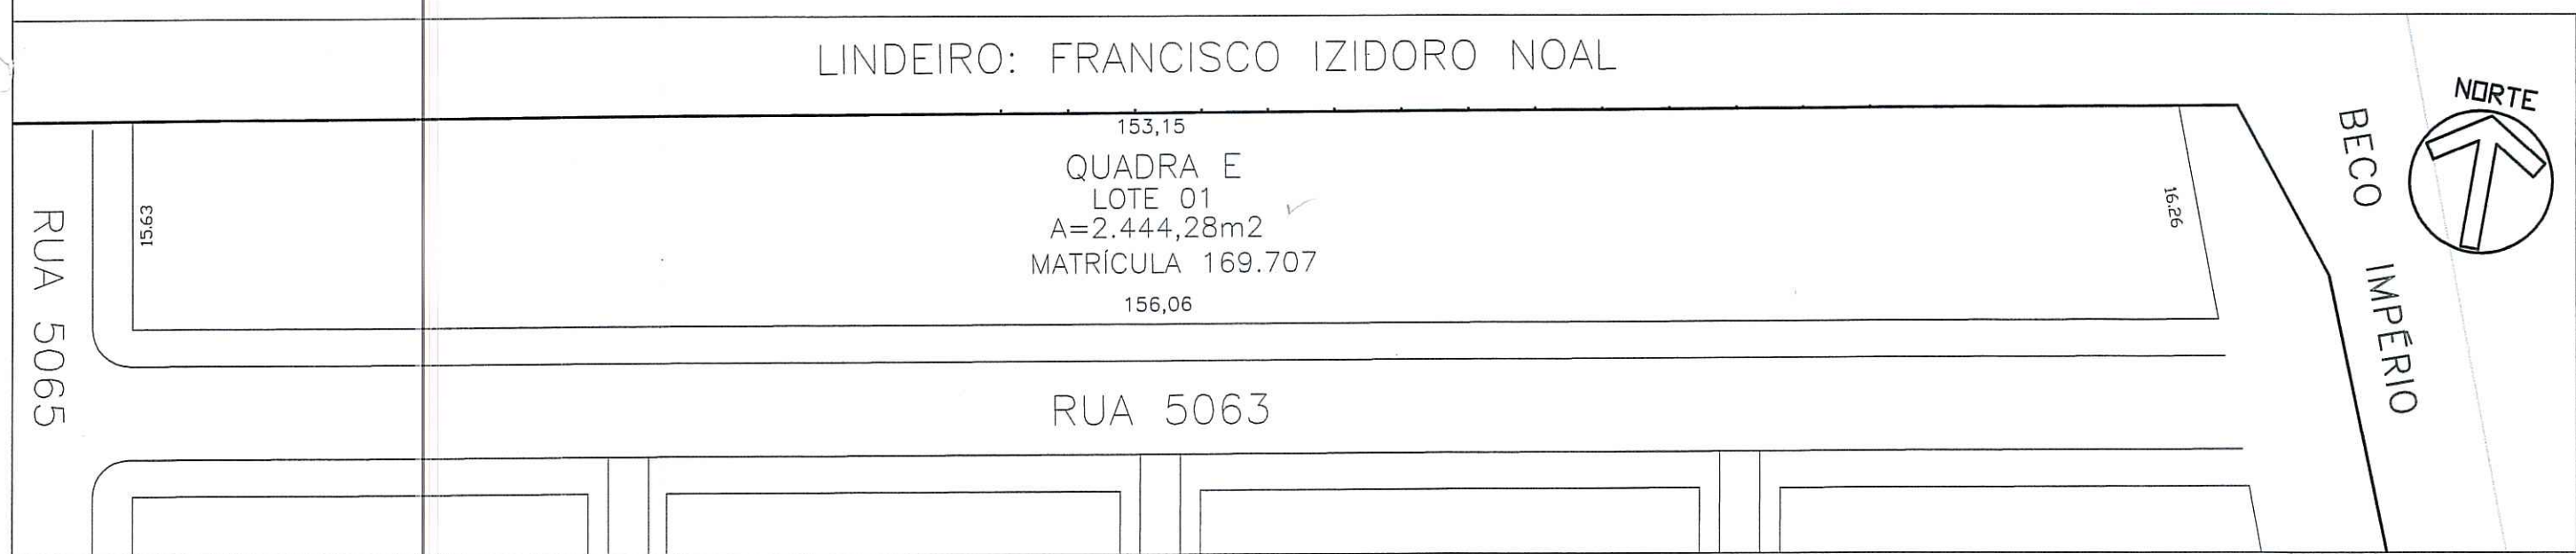 LINDEIRO: FRANCISCO IZIDORO NOAL
NORTE
153,15
QUADRA E
LOTE 01
A=2.444,28m2
MATRÍCULA 169.707
156,06
15.63
16.26
RUA 5065
BECO IMPÉRIO
RUA 5063